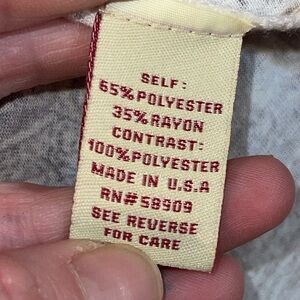 SELF:
65%POLYESTER
35%RAYON
CONTRAST:
100%POLYESTER
MADE IN U.S.A
RN#58909
SEE REVERSE
FOR CARE